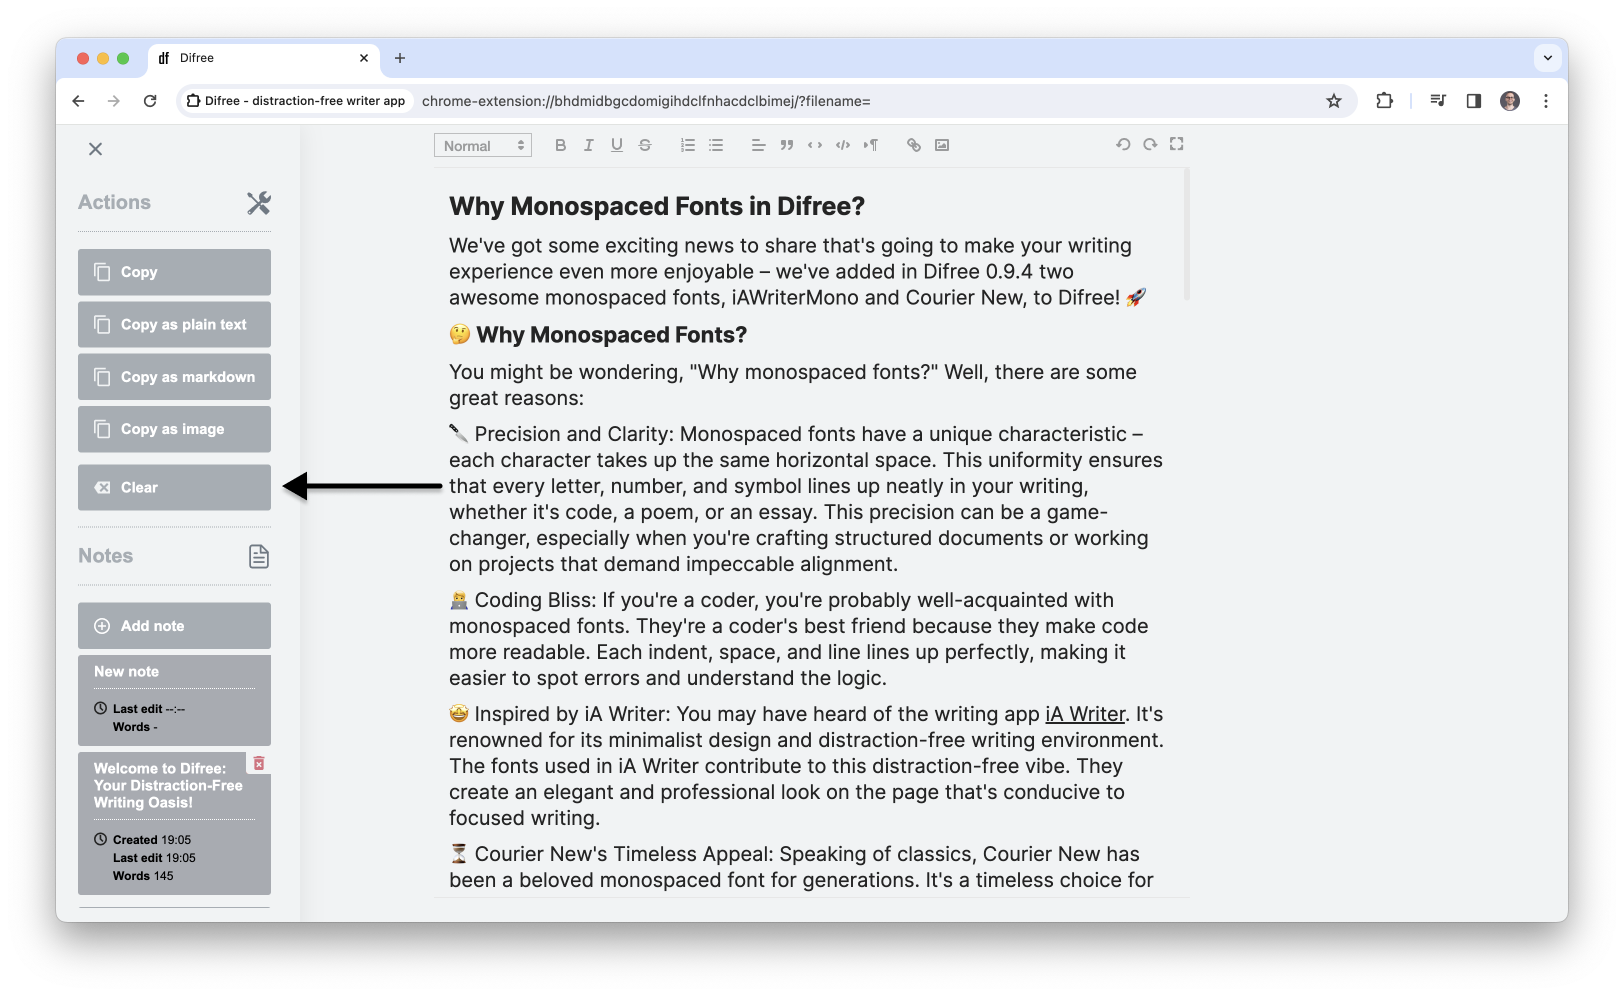 df Difree
Difree - distraction-free writer app chrome-extension://bhdmidbgcdomigihdclfnhacdclbimej/?filename=
Actions
Copy
Copy as plain text
Copy as markdown
Copy as image
Clear
Notes
Add note
New note
Last edit --:--
Words -
Welcome to Difree:
Your Distraction-Free
Writing Oasis!
Created 19:05
Last edit 19:05
Words 145
Normal
Why Monospaced Fonts in Difree?
We've got some exciting news to share that's going to make your writing
experience even more enjoyable – we've added in Difree 0.9.4 two
awesome monospaced fonts, iAWriterMono and Courier New, to Difree! 🚀
🤔 Why Monospaced Fonts?
You might be wondering, "Why monospaced fonts?" Well, there are some
great reasons:
🔪 Precision and Clarity: Monospaced fonts have a unique characteristic –
each character takes up the same horizontal space. This uniformity ensures
that every letter, number, and symbol lines up neatly in your writing,
whether it's code, a poem, or an essay. This precision can be a game-
changer, especially when you're crafting structured documents or working
on projects that demand impeccable alignment.
🧑‍💻 Coding Bliss: If you're a coder, you're probably well-acquainted with
monospaced fonts. They're a coder's best friend because they make code
more readable. Each indent, space, and line lines up perfectly, making it
easier to spot errors and understand the logic.
🤩 Inspired by iA Writer: You may have heard of the writing app iA Writer. It's
renowned for its minimalist design and distraction-free writing environment.
The fonts used in iA Writer contribute to this distraction-free vibe. They
create an elegant and professional look on the page that's conducive to
focused writing.
⏳ Courier New's Timeless Appeal: Speaking of classics, Courier New has
been a beloved monospaced font for generations. It's a timeless choice for